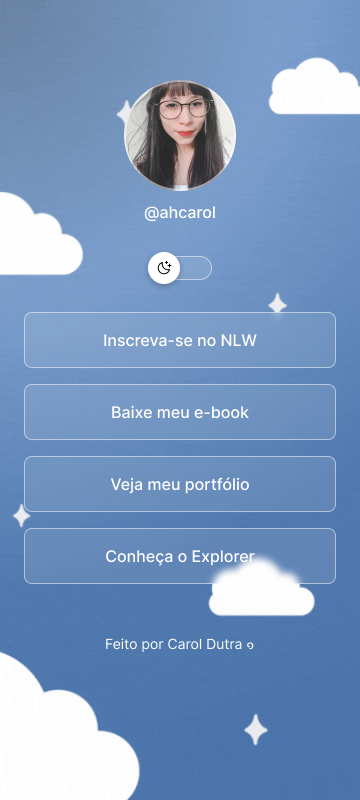 @ahcarol
Inscreva-se no NLW
Baixe meu e-book
Veja meu portfólio
Conheça o Explorer
Feito por Carol Dutra